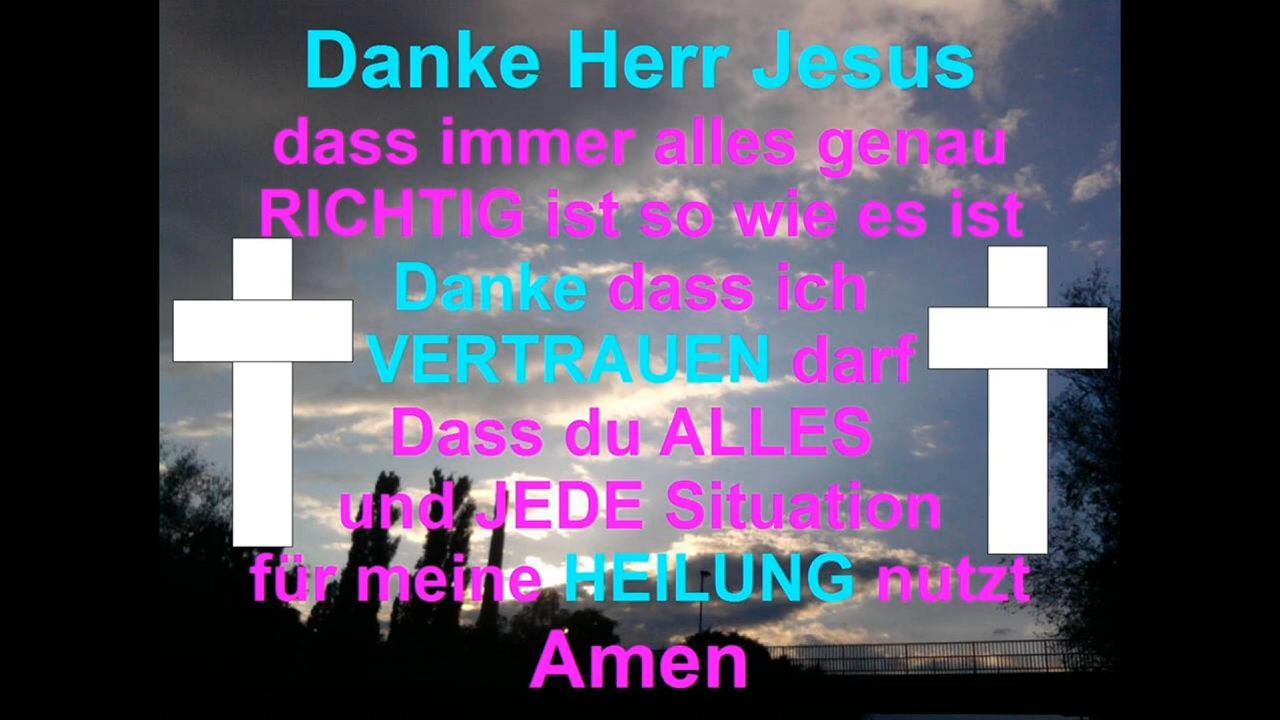 Danke Herr Jesus
dass immer alles genau
RICHTIG ist so wie es ist
Danke dass ich
VERTRAUEN darf
Dass du ALLES
und JEDE Situation
für meine HEILUNG nutzt
Amen